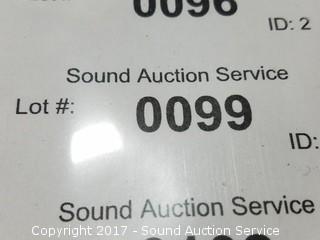 0096
ID: 2
Sound Auction Service
Lot #: 0099
ID:
Sound Auction Service
© Copyright 2017 - Sound Auction Service